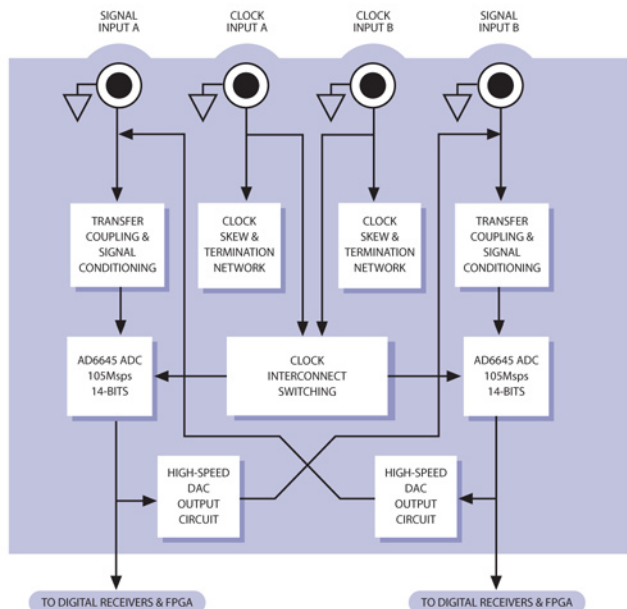 SIGNAL
INPUT A
CLOCK
INPUT A
CLOCK
INPUT B
SIGNAL
INPUT B
TRANSFER
COUPLING &
SIGNAL
CONDITIONING
CLOCK
SKEW &
TERMINATION
NETWORK
CLOCK
SKEW &
TERMINATION
NETWORK
TRANSFER
COUPLING &
SIGNAL
CONDITIONING
AD6645 ADC
105Msps
14-BITS
CLOCK
INTERCONNECT
SWITCHING
AD6645 ADC
105Msps
14-BITS
HIGH-SPEED
DAC
OUTPUT
CIRCUIT
HIGH-SPEED
DAC
OUTPUT
CIRCUIT
TO DIGITAL RECEIVERS & FPGA
TO DIGITAL RECEIVERS & FPGA